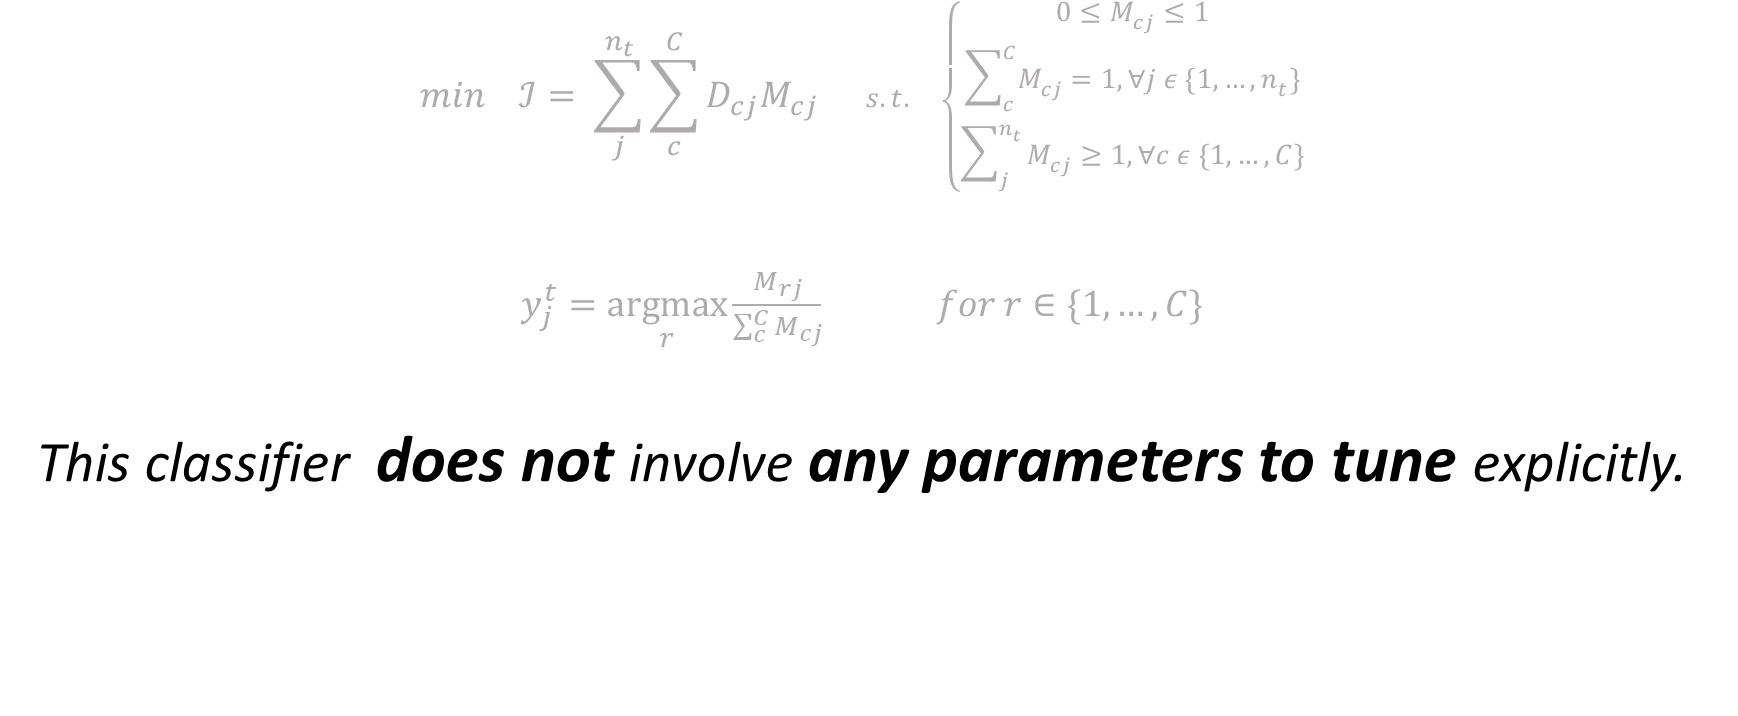 min 𝒥 = ∑_j^{n_t} ∑_c^C D_{cj} M_{cj} s.t. { 0 ≤ M_{cj} ≤ 1
∑_c^C M_{cj} = 1, ∀j ϵ {1, ..., n_t}
∑_j^{n_t} M_{cj} ≥ 1, ∀c ϵ {1, ..., C}
y_j^t = argmax_r M_{rj} / ∑_c^C M_{cj} for r ∈ {1, ..., C}
This classifier does not involve any parameters to tune explicitly.